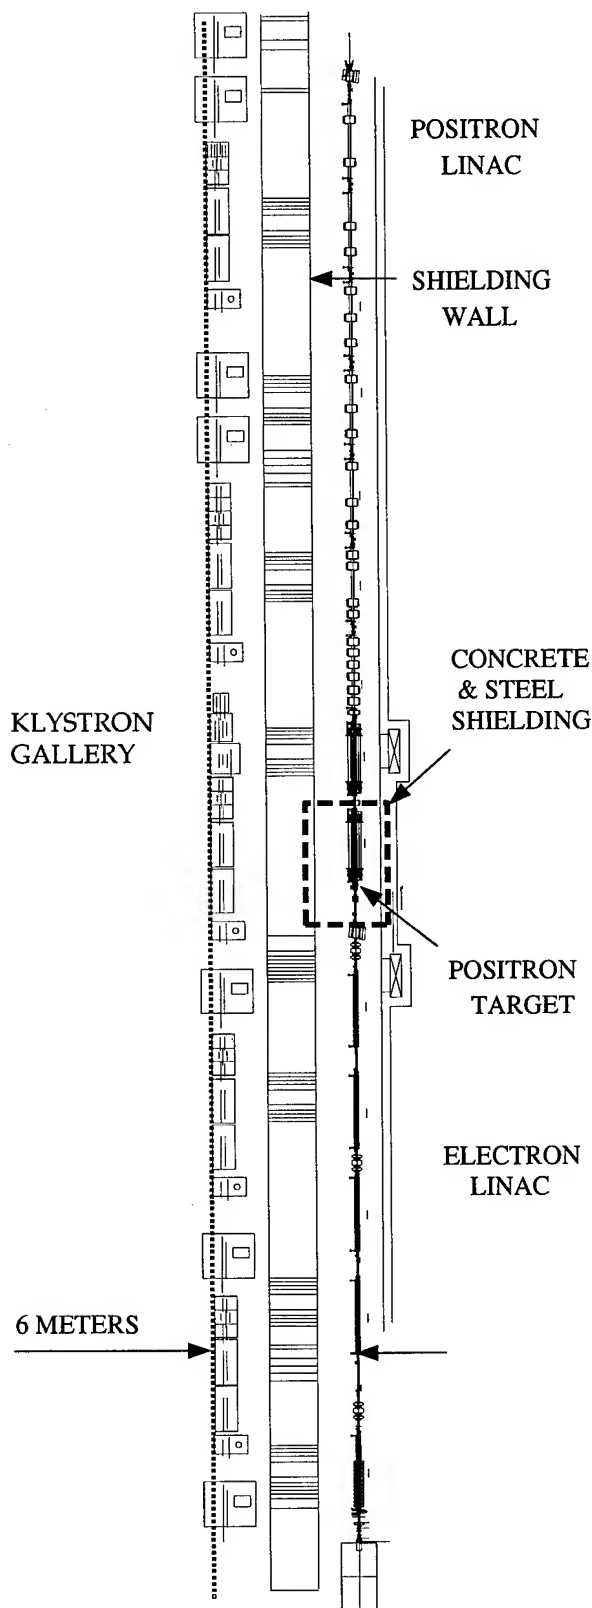 POSITRON
LINAC
SHIELDING
WALL
CONCRETE
& STEEL
SHIELDING
KLYSTRON
GALLERY
POSITRON
TARGET
ELECTRON
LINAC
6 METERS